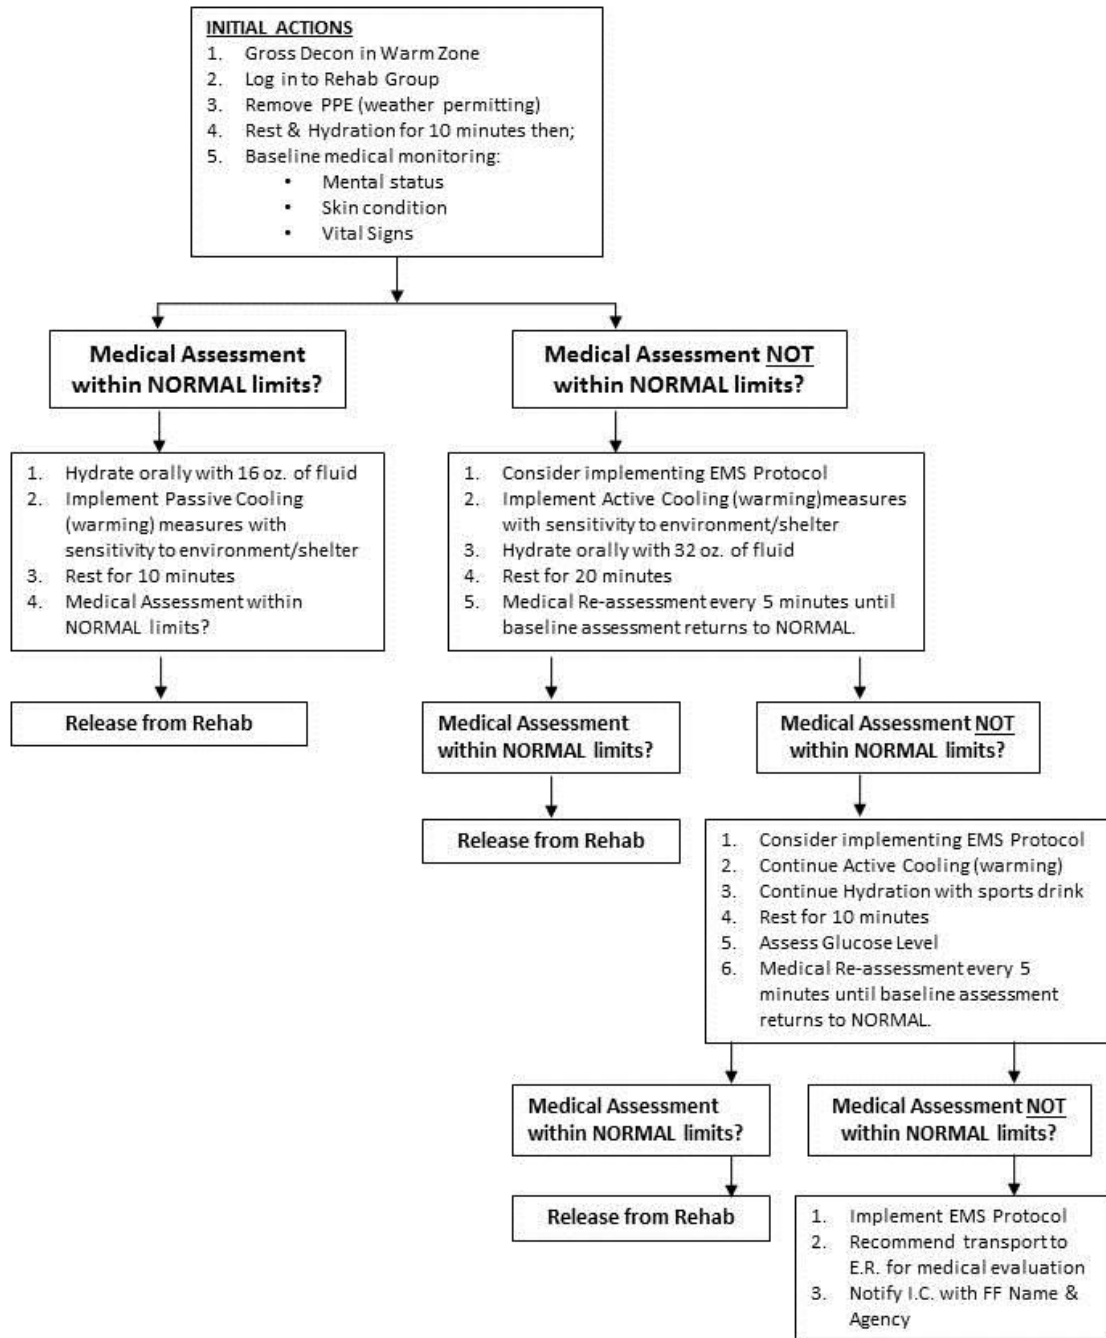 INITIAL ACTIONS
1. Gross Decon in Warm Zone
2. Log in to Rehab Group
3. Remove PPE (weather permitting)
4. Rest & Hydration for 10 minutes then;
5. Baseline medical monitoring:
• Mental status
• Skin condition
• Vital Signs
Medical Assessment
within NORMAL limits?
Medical Assessment NOT
within NORMAL limits?
1. Hydrate orally with 16 oz. of fluid
2. Implement Passive Cooling
(warming) measures with
sensitivity to environment/shelter
3. Rest for 10 minutes
4. Medical Assessment within
NORMAL limits?
1. Consider implementing EMS Protocol
2. Implement Active Cooling (warming)measures
with sensitivity to environment/shelter
3. Hydrate orally with 32 oz. of fluid
4. Rest for 20 minutes
5. Medical Re-assessment every 5 minutes until
baseline assessment returns to NORMAL.
Release from Rehab
Medical Assessment
within NORMAL limits?
Medical Assessment NOT
within NORMAL limits?
Release from Rehab
1. Consider implementing EMS Protocol
2. Continue Active Cooling (warming)
3. Continue Hydration with sports drink
4. Rest for 10 minutes
5. Assess Glucose Level
6. Medical Re-assessment every 5
minutes until baseline assessment
returns to NORMAL.
Medical Assessment
within NORMAL limits?
Medical Assessment NOT
within NORMAL limits?
Release from Rehab
1. Implement EMS Protocol
2. Recommend transport to
E.R. for medical evaluation
3. Notify I.C. with FF Name &
Agency